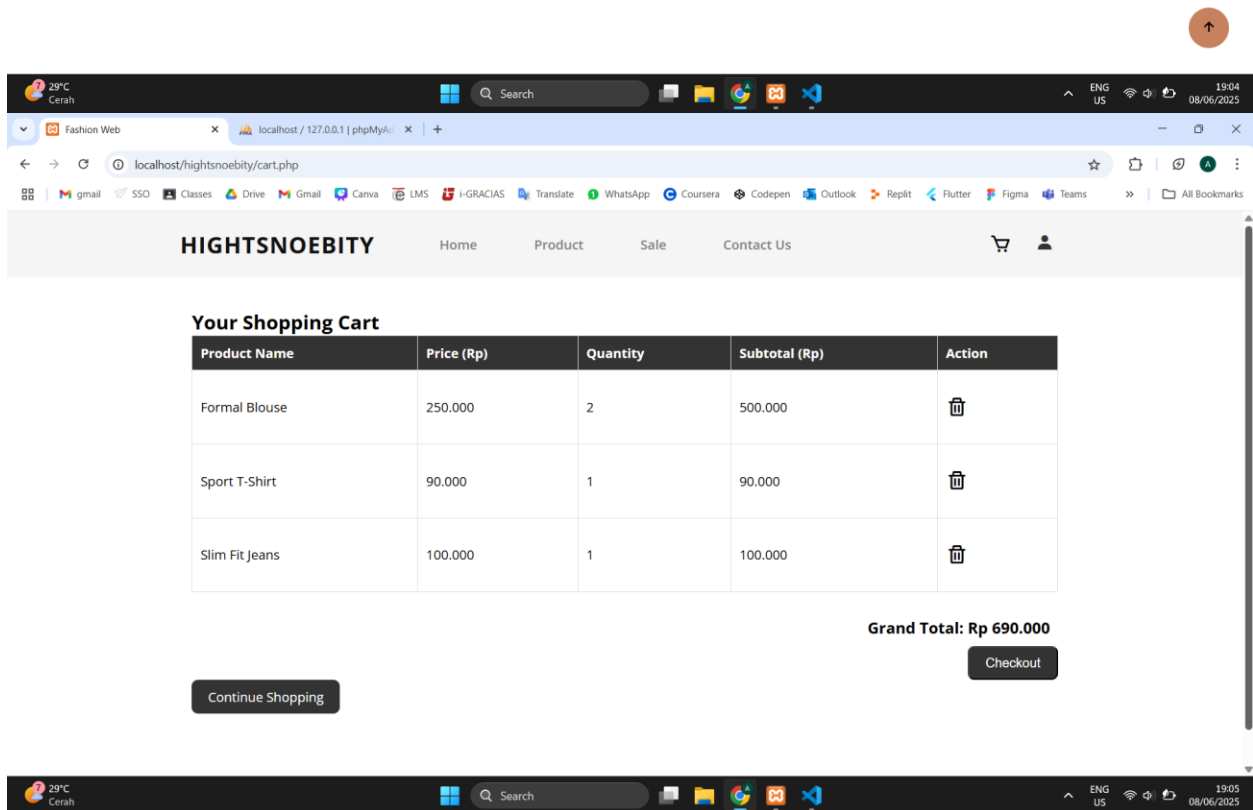 7 29°C
Cerah
Search
ENG
US
19:04
08/06/2025
Fashion Web
localhost / 127.0.0.1 | phpMyAd
localhost/hightsnoebity/cart.php
A
gmail SSO Classes Drive Gmail Canva LMS i-GRACIAS Translate WhatsApp Coursera Codepen Outlook Replit Flutter Figma Teams » All Bookmarks
HIGHTSNOEBITY Home Product Sale Contact Us
Your Shopping Cart
Product Name Price (Rp) Quantity Subtotal (Rp) Action
Formal Blouse 250.000 2 500.000
Sport T-Shirt 90.000 1 90.000
Slim Fit Jeans 100.000 1 100.000
Grand Total: Rp 690.000
Checkout
Continue Shopping
7 29°C
Cerah
Search
ENG
US
19:05
08/06/2025